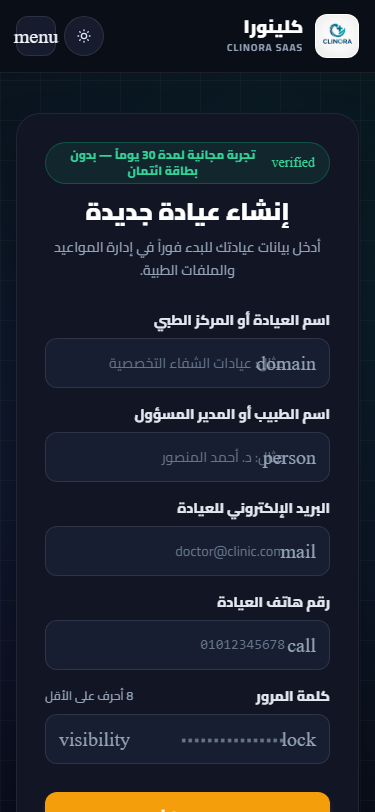 كلينورا
CLINORA SAAS
CLINORA
menu
verified
تجربة مجانية لمدة 30 يوماً — بدون
بطاقة ائتمان
إنشاء عيادة جديدة
أدخل بيانات عيادتك للبدء فوراً في إدارة المواعيد
والملفات الطبية.
اسم العيادة أو المركز الطبي
domain
عيادات الشفاء التخصصية
اسم الطبيب أو المدير المسؤول
person
مثال: د. أحمد المنصور
البريد الإلكتروني للعيادة
mail
doctor@clinic.com
رقم هاتف العيادة
call
01012345678
كلمة المرور
8 أحرف على الأقل
lock
visibility